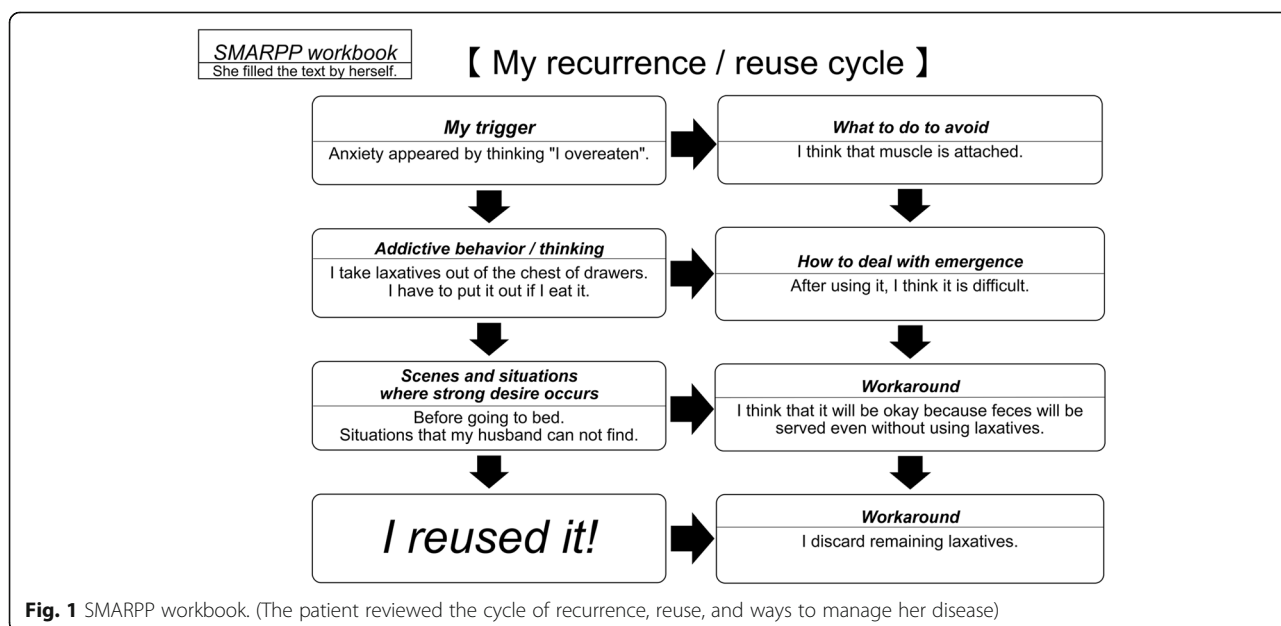 SMARPP workbook
She filled the text by herself.
【 My recurrence / reuse cycle 】
My trigger
Anxiety appeared by thinking "I overeaten".
What to do to avoid
I think that muscle is attached.
Addictive behavior / thinking
I take laxatives out of the chest of drawers.
I have to put it out if I eat it.
How to deal with emergence
After using it, I think it is difficult.
Scenes and situations
where strong desire occurs
Before going to bed.
Situations that my husband can not find.
Workaround
I think that it will be okay because feces will be
served even without using laxatives.
I reused it!
Workaround
I discard remaining laxatives.
Fig. 1 SMARPP workbook. (The patient reviewed the cycle of recurrence, reuse, and ways to manage her disease)